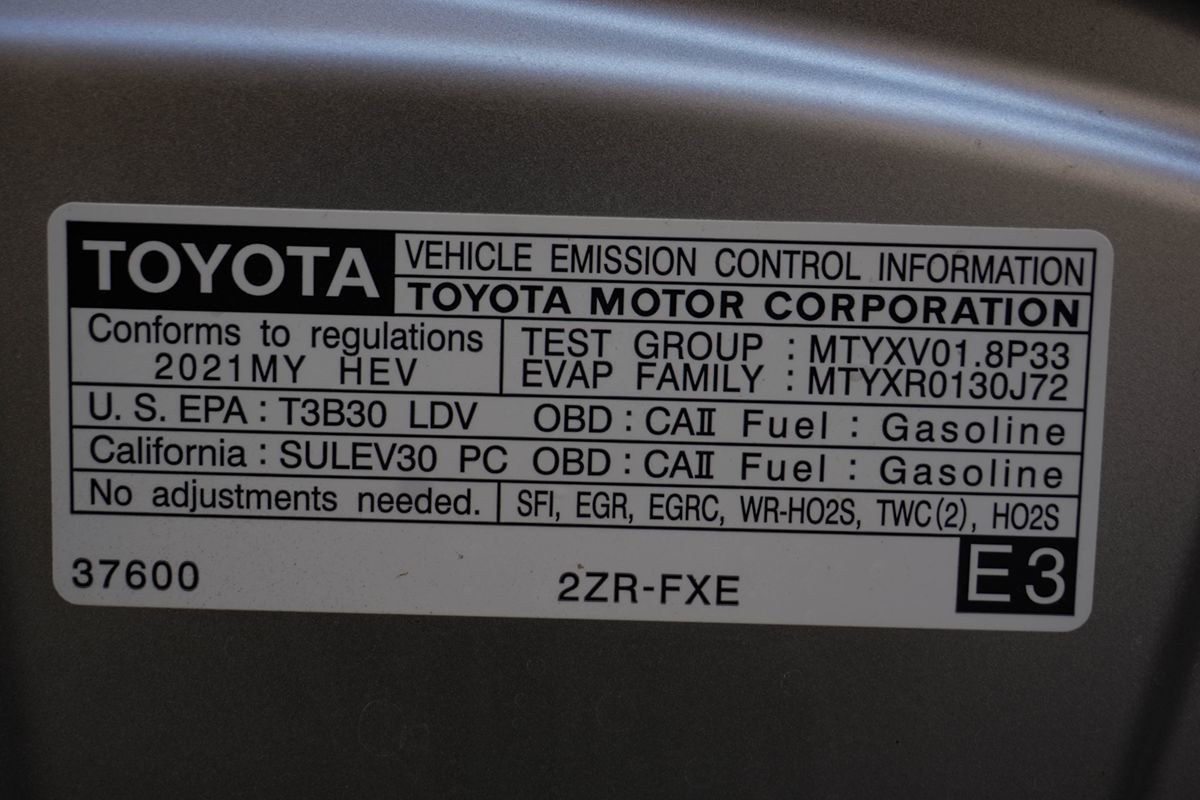 TOYOTA VEHICLE EMISSION CONTROL INFORMATION
TOYOTA MOTOR CORPORATION
Conforms to regulations
2021MY HEV
TEST GROUP : MTYXV01.8P33
EVAP FAMILY : MTYXR0130J72
U. S. EPA : T3B30 LDV OBD : CAⅡ Fuel : Gasoline
California : SULEV30 PC OBD : CAⅡ Fuel : Gasoline
No adjustments needed. SFI, EGR, EGRC, WR-HO2S, TWC(2), HO2S
37600 2ZR-FXE E3